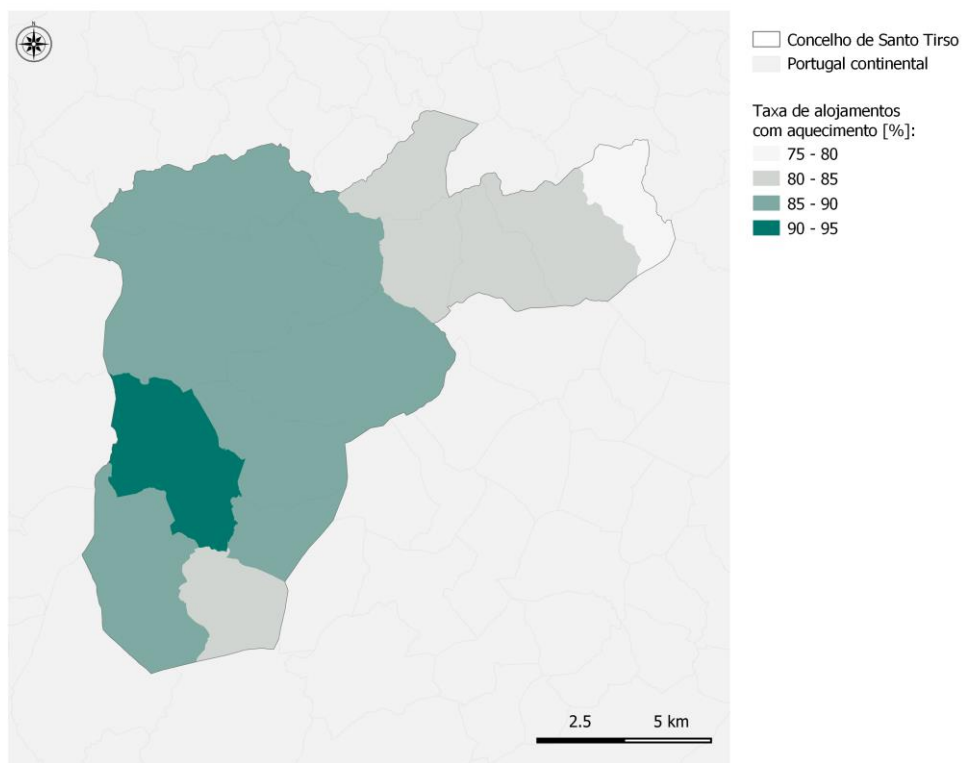 N
Concelho de Santo Tirso
Portugal continental
Taxa de alojamentos
com aquecimento [%]:
75 - 80
80 - 85
85 - 90
90 - 95
2.5 5 km